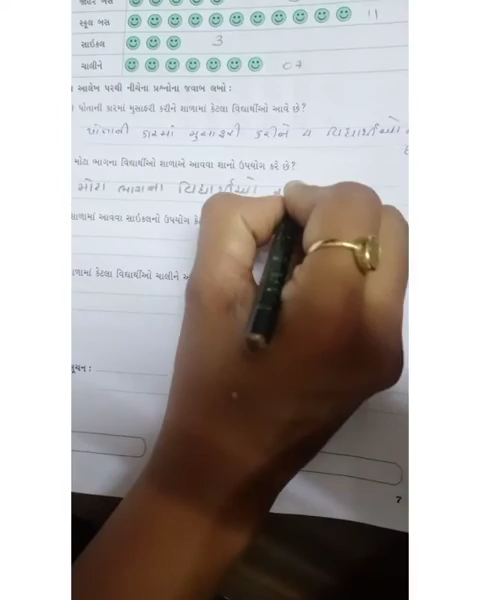 સ્કૂલ બસ 11
સાઇકલ 3
ચાલીને 07
આલેખ પરથી નીચેના પ્રશ્નોના જવાબ લખો :
પોતાની કારમાં મુસાફરી કરીને શાળામાં કેટલા વિદ્યાર્થીઓ આવે છે?
પોતાની કારમાં મુસાફરી કરીને ૪ વિદ્યાર્થીઓ
મોટા ભાગના વિદ્યાર્થીઓ શાળાએ આવવા શાનો ઉપયોગ કરે છે?
મોટા ભાગના વિદ્યાર્થીઓ
શાળામાં આવવા સાઇકલનો ઉપયોગ
શાળામાં કેટલા વિદ્યાર્થીઓ ચાલીને
સૂચન :
7